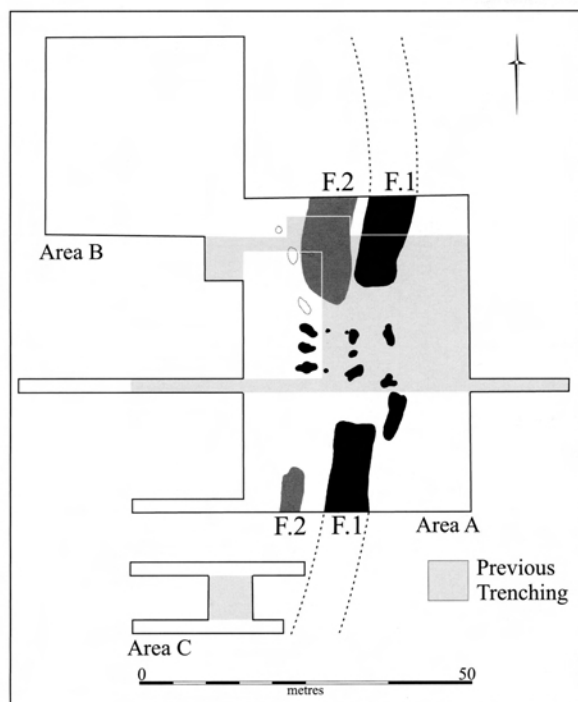 F.2 F.1
Area B
F.2 F.1
Area A
Previous
Trenching
Area C
0 50
metres